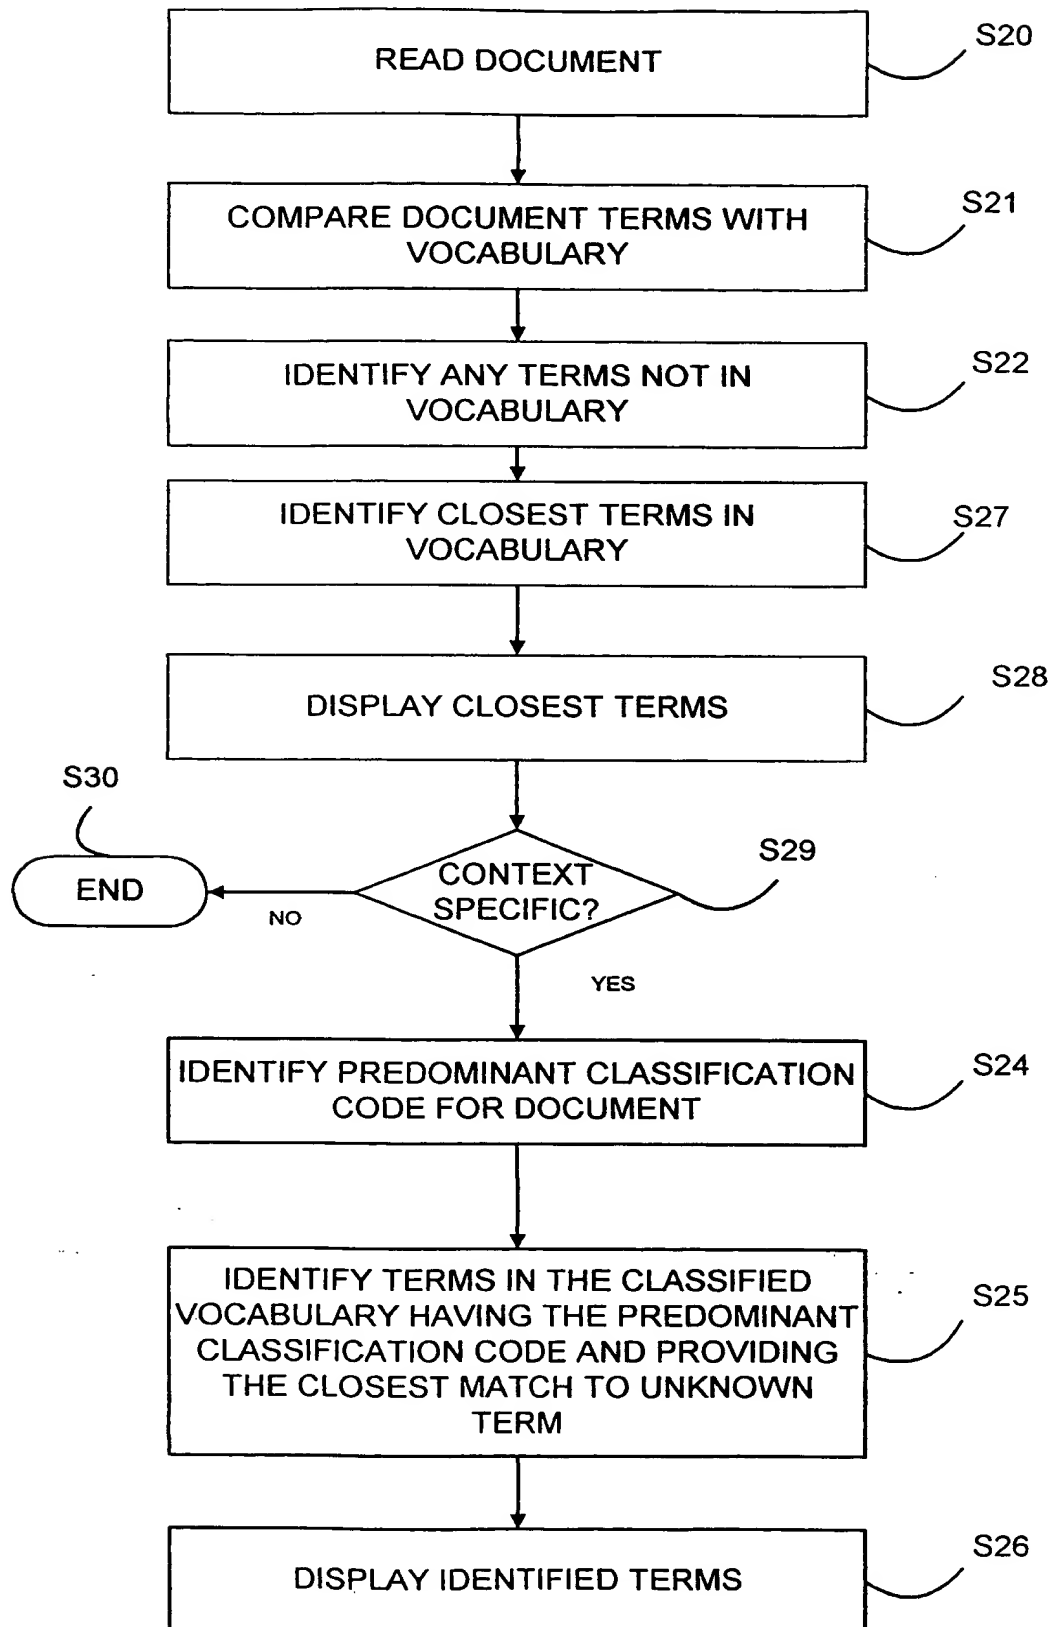 S20
READ DOCUMENT
S21
COMPARE DOCUMENT TERMS WITH
VOCABULARY
S22
IDENTIFY ANY TERMS NOT IN
VOCABULARY
S27
IDENTIFY CLOSEST TERMS IN
VOCABULARY
S28
DISPLAY CLOSEST TERMS
S30
S29
CONTEXT
SPECIFIC?
END
NO
YES
S24
IDENTIFY PREDOMINANT CLASSIFICATION
CODE FOR DOCUMENT
S25
IDENTIFY TERMS IN THE CLASSIFIED
VOCABULARY HAVING THE PREDOMINANT
CLASSIFICATION CODE AND PROVIDING
THE CLOSEST MATCH TO UNKNOWN
TERM
S26
DISPLAY IDENTIFIED TERMS